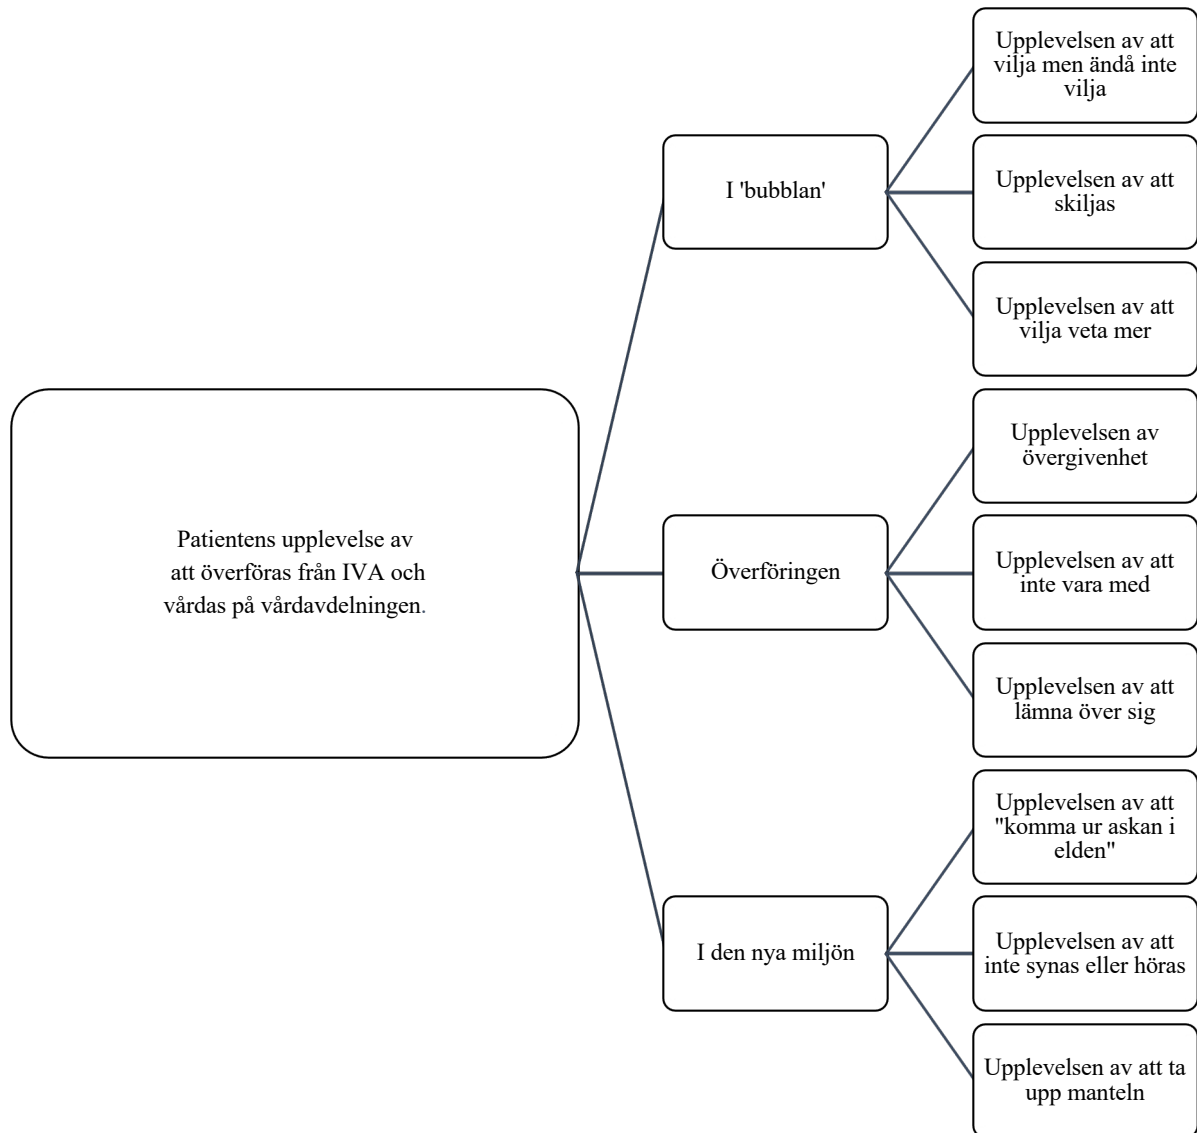 Patientens upplevelse av
att överföras från IVA och
vårdas på vårdavdelningen.
I 'bubblan'
Upplevelsen av att
vilja men ändå inte
vilja
Upplevelsen av att
skiljas
Upplevelsen av att
vilja veta mer
Överföringen
Upplevelsen av
övergivenhet
Upplevelsen av att
inte vara med
Upplevelsen av att
lämna över sig
I den nya miljön
Upplevelsen av att
"komma ur askan i
elden"
Upplevelsen av att
inte synas eller höras
Upplevelsen av att ta
upp manteln